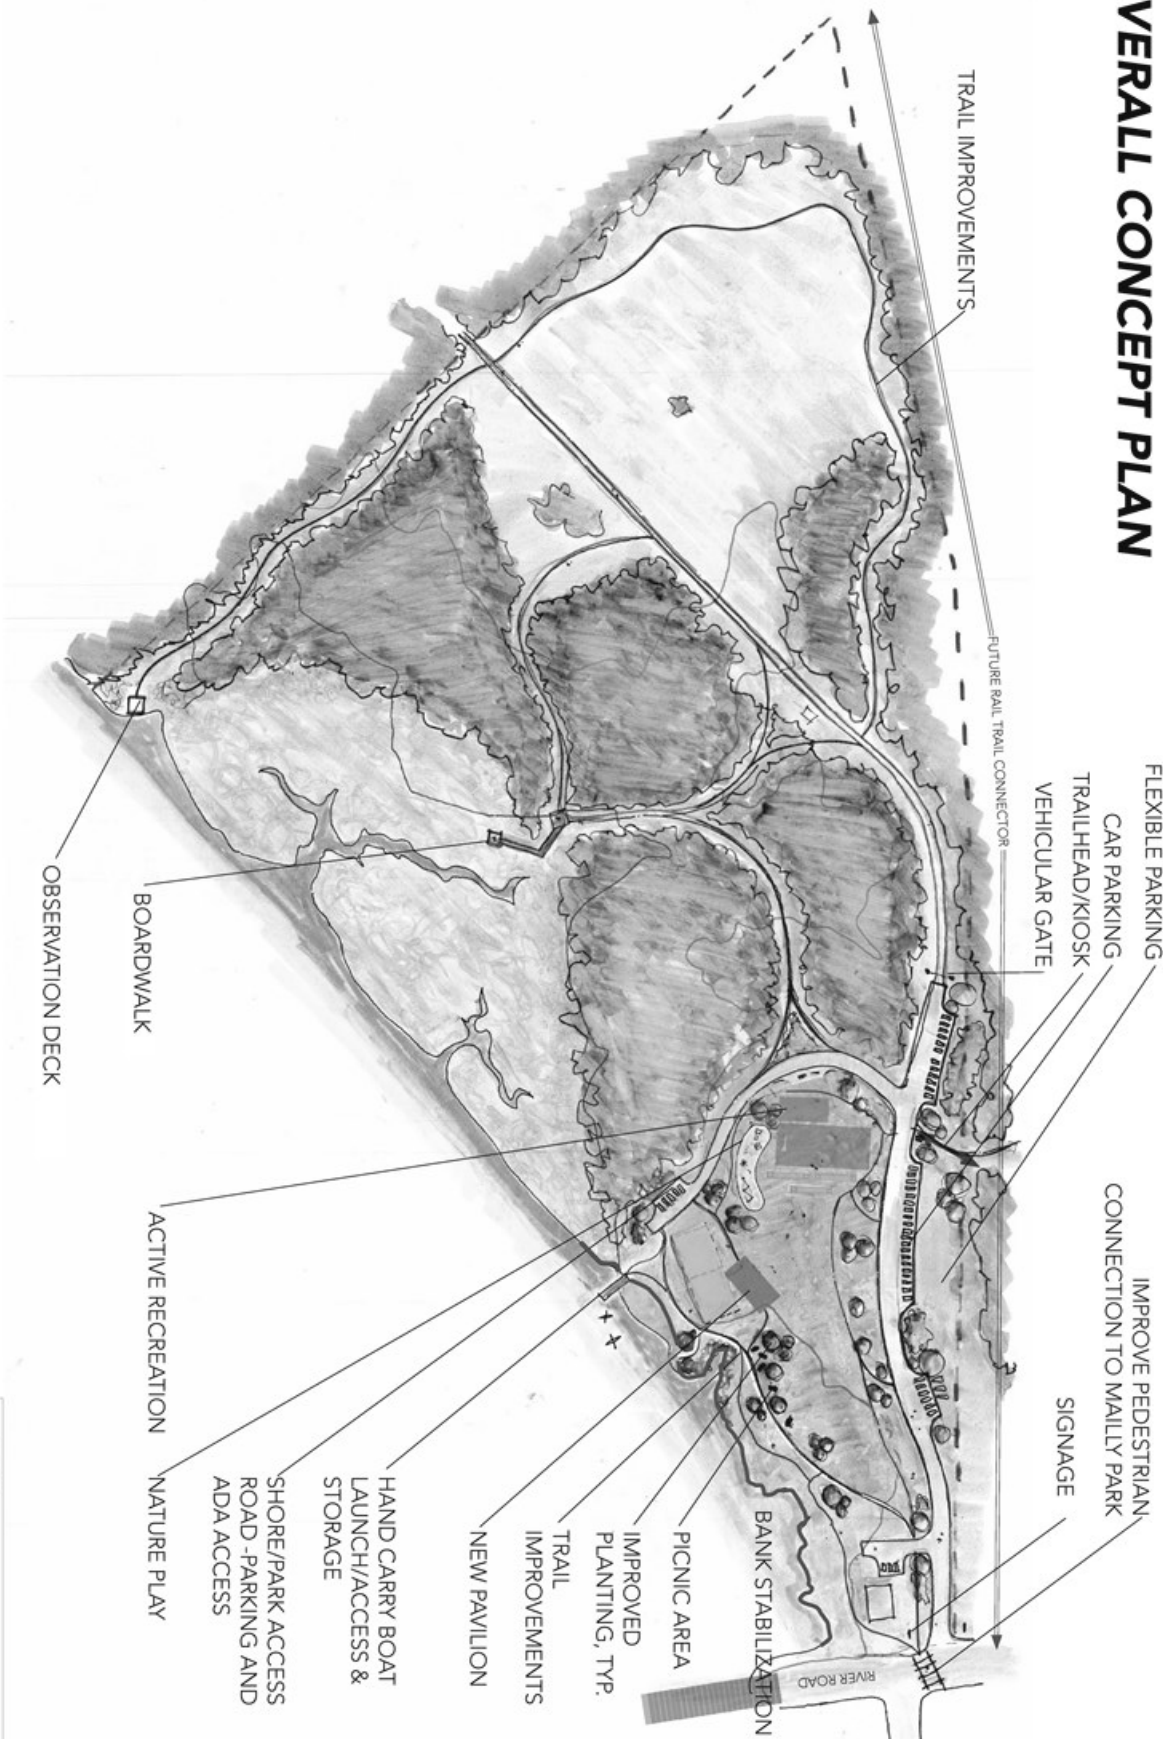 VERALL CONCEPT PLAN
TRAIL IMPROVEMENTS
FUTURE RAIL TRAIL CONNECTOR
FLEXIBLE PARKING
CAR PARKING
TRAILHEAD/KIOSK
VEHICULAR GATE
IMPROVE PEDESTRIAN
CONNECTION TO MAILLY PARK
SIGNAGE
RIVER ROAD
BANK STABILIZATION
PICNIC AREA
IMPROVED
PLANTING, TYP.
TRAIL
IMPROVEMENTS
NEW PAVILION
HAND CARRY BOAT
LAUNCH/ACCESS &
STORAGE
SHORE/PARK ACCESS
ROAD -PARKING AND
ADA ACCESS
NATURE PLAY
ACTIVE RECREATION
BOARDWALK
OBSERVATION DECK